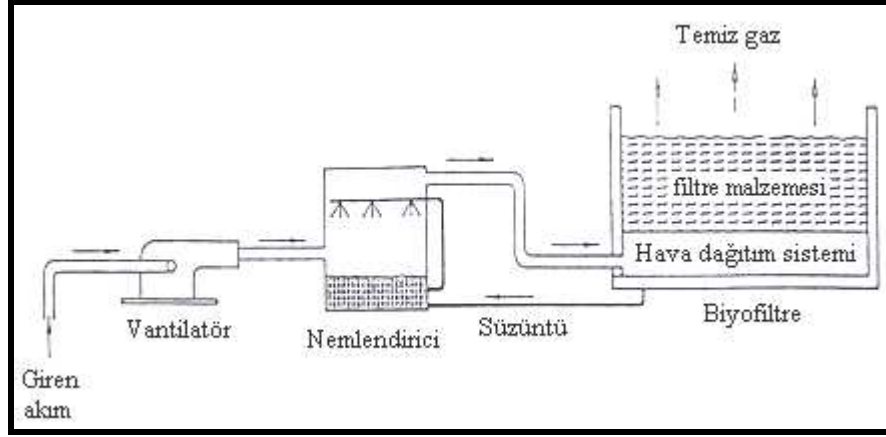 Temiz gaz
filtre malzemesi
Hava dağıtım sistemi
Biyofiltre
Vantilatör
Nemlendirici
Süzüntü
Giren
akım